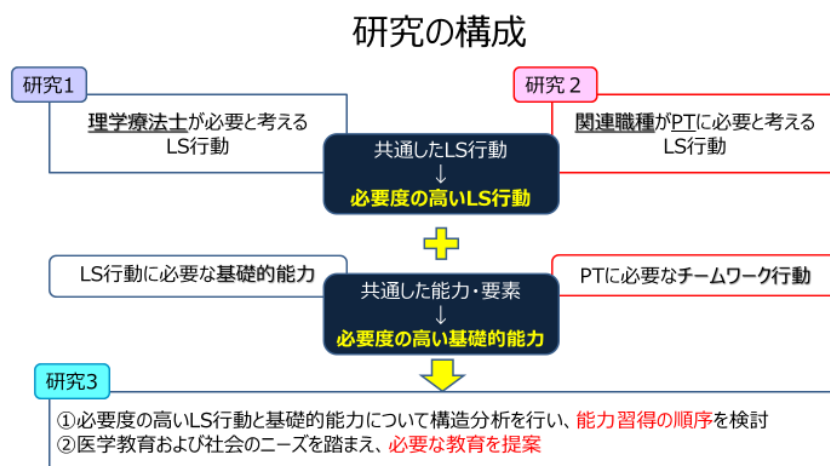 研究の構成
研究1
理学療法士が必要と考える
LS行動
研究２
関連職種がPTに必要と考える
LS行動
共通したLS行動
↓
必要度の高いLS行動
LS行動に必要な基礎的能力
PTに必要なチームワーク行動
共通した能力・要素
↓
必要度の高い基礎的能力
研究3
①必要度の高いLS行動と基礎的能力について構造分析を行い、能力習得の順序を検討
②医学教育および社会のニーズを踏まえ、必要な教育を提案